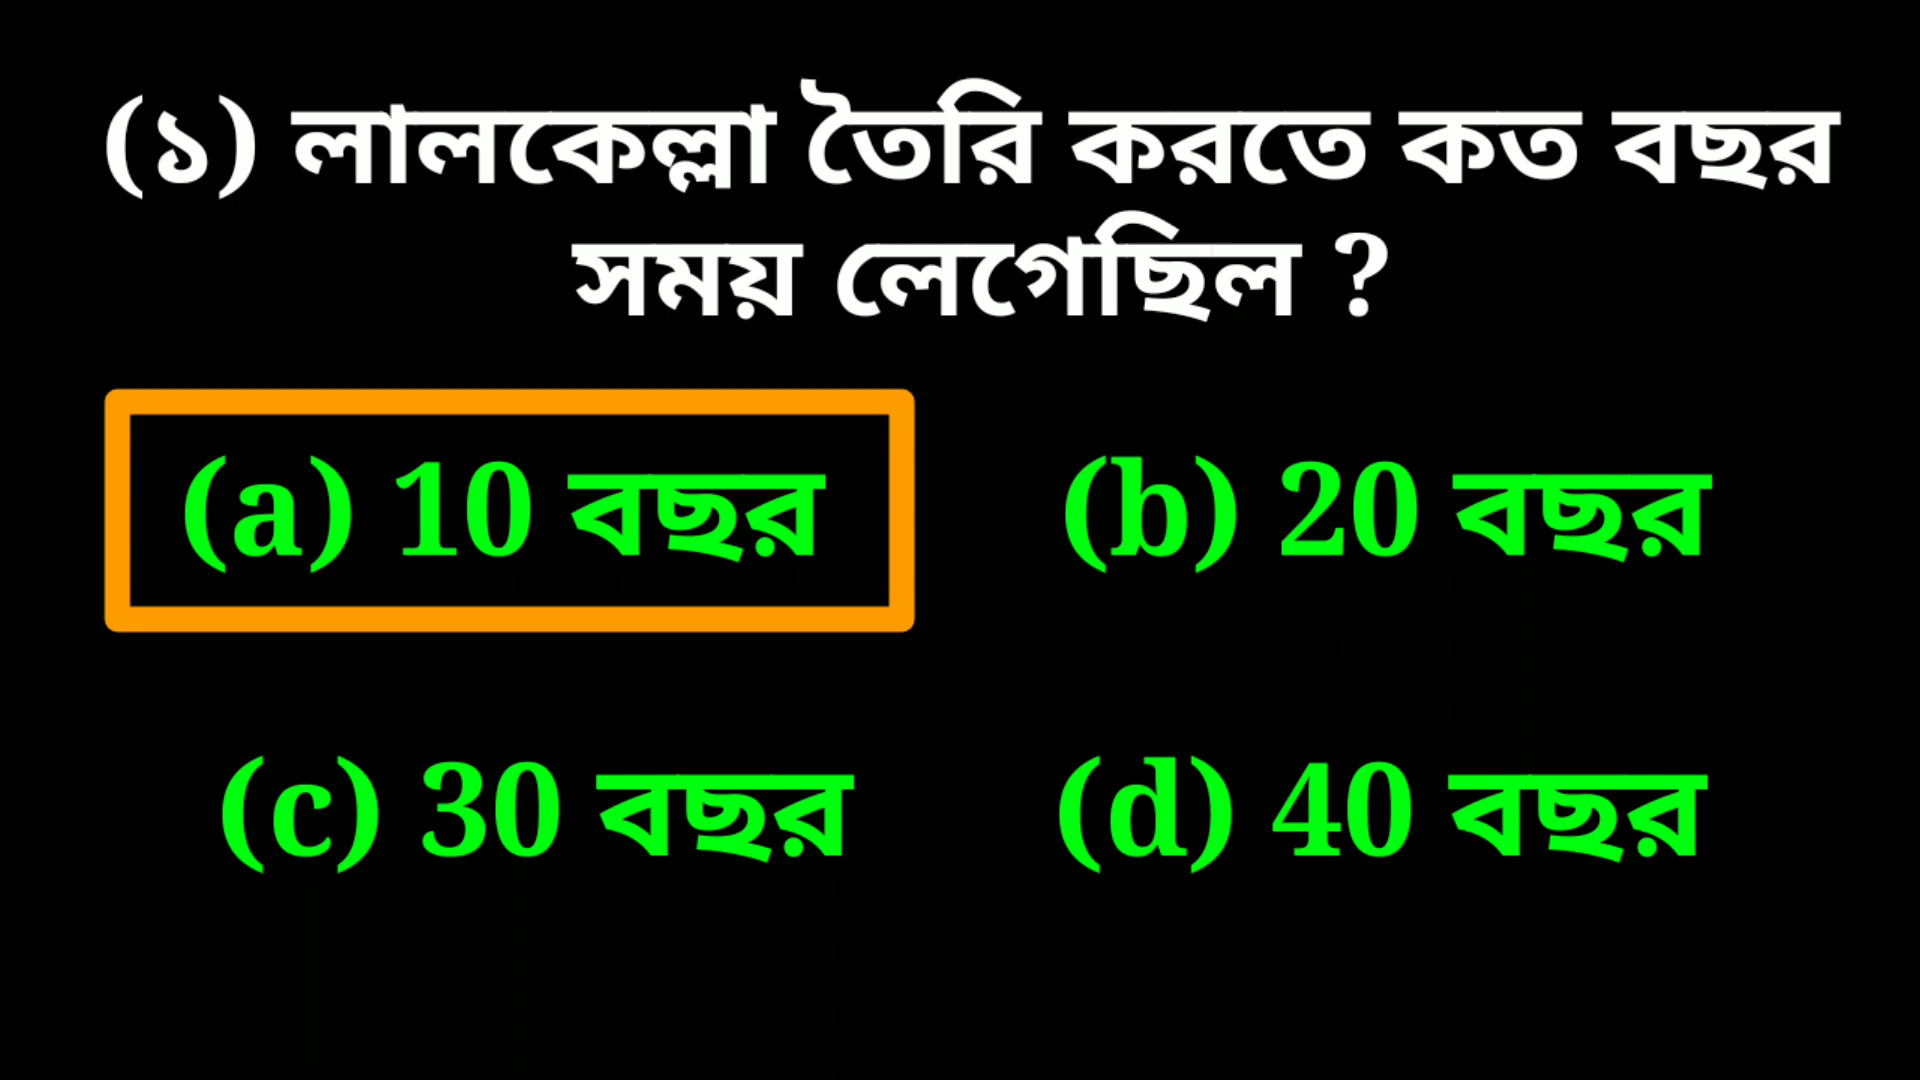 (১) লালকেল্লা তৈরি করতে কত বছর
সময় লেগেছিল ?
(a) 10 বছর
(b) 20 বছর
(c) 30 বছর
(d) 40 বছর